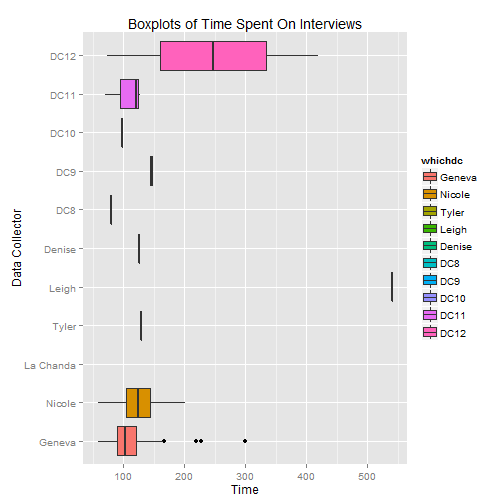 Boxplots of Time Spent On Interviews
Data Collector
DC12
DC11
DC10
DC9
DC8
Denise
Leigh
Tyler
La Chanda
Nicole
Geneva
100
200
300
400
500
Time
whichdc
Geneva
Nicole
Tyler
Leigh
Denise
DC8
DC9
DC10
DC11
DC12